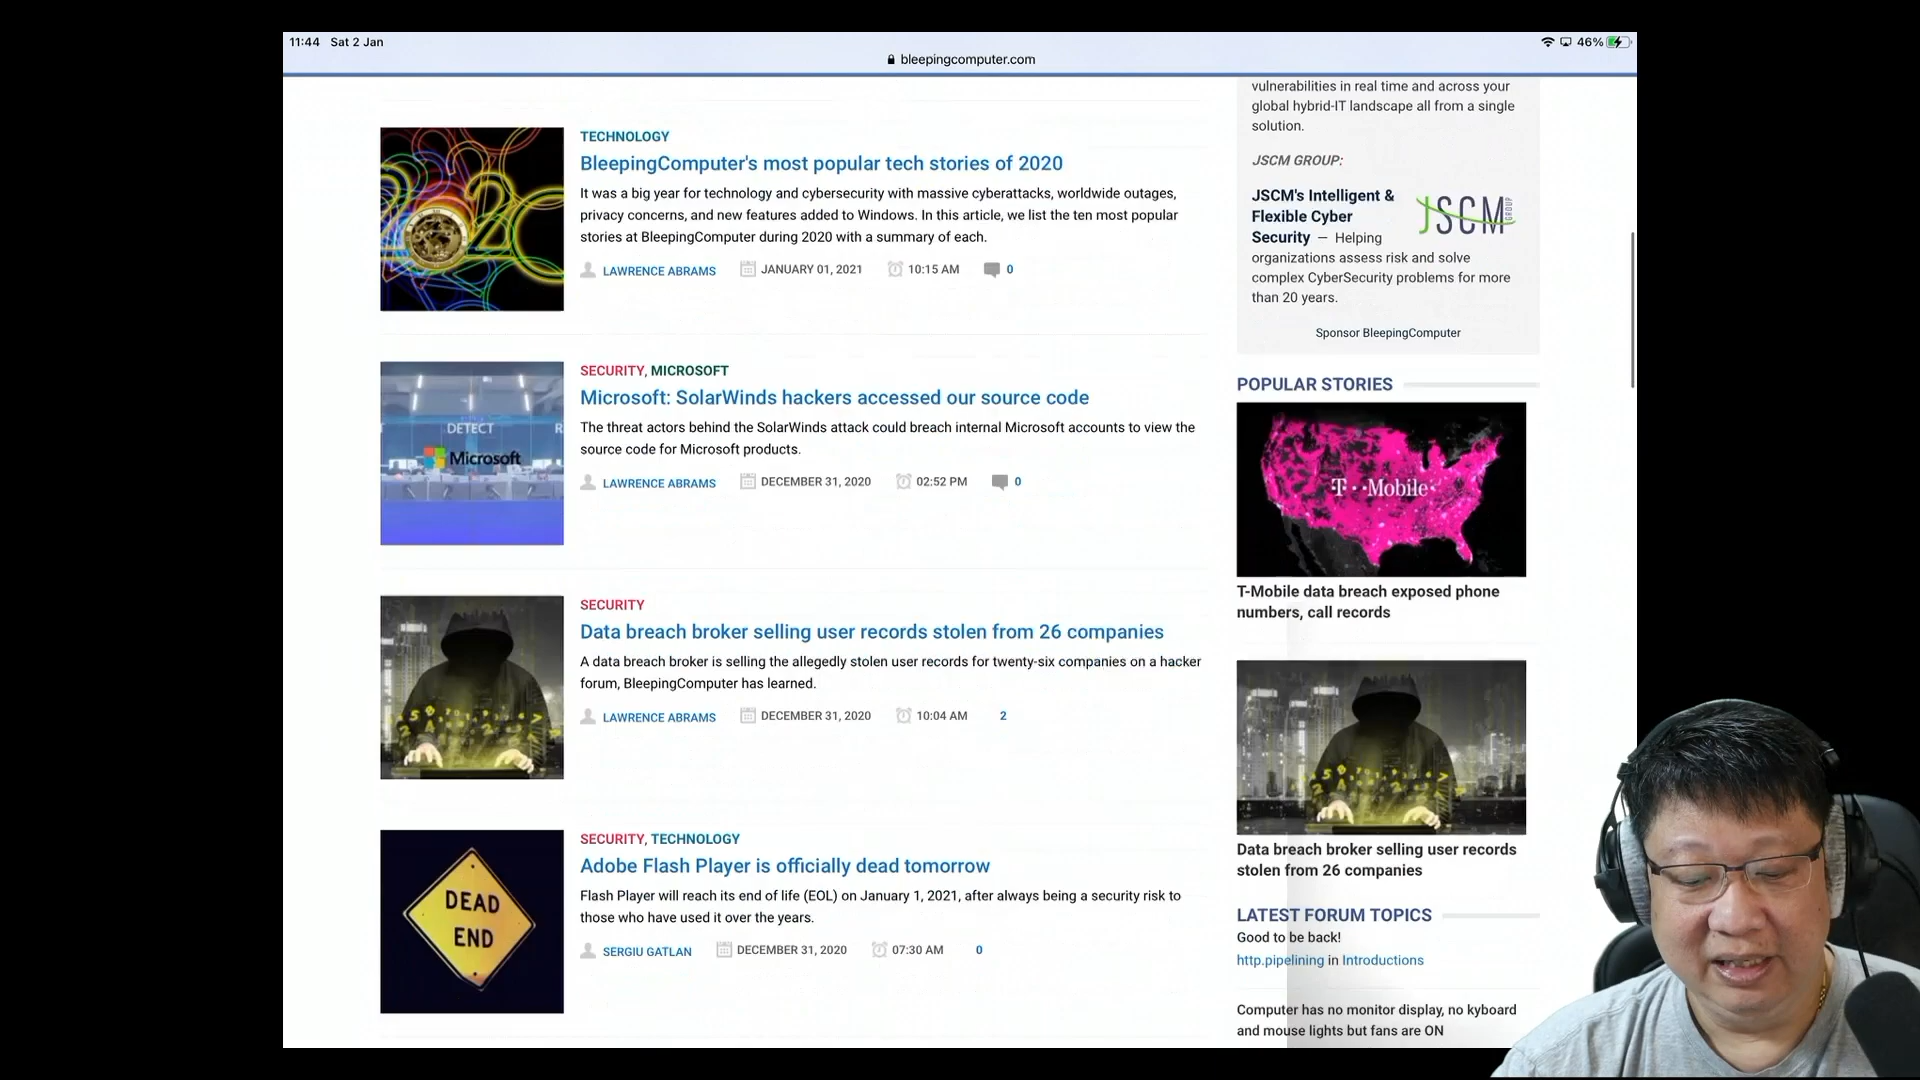 11:44 Sat 2 Jan
46%
bleepingcomputer.com
TECHNOLOGY
BleepingComputer's most popular tech stories of 2020
It was a big year for technology and cybersecurity with massive cyberattacks, worldwide outages,
privacy concerns, and new features added to Windows. In this article, we list the ten most popular
stories at BleepingComputer during 2020 with a summary of each.
LAWRENCE ABRAMS JANUARY 01, 2021 10:15 AM 0
DETECT
Microsoft
SECURITY, MICROSOFT
Microsoft: SolarWinds hackers accessed our source code
The threat actors behind the SolarWinds attack could breach internal Microsoft accounts to view the
source code for Microsoft products.
LAWRENCE ABRAMS DECEMBER 31, 2020 02:52 PM 0
SECURITY
Data breach broker selling user records stolen from 26 companies
A data breach broker is selling the allegedly stolen user records for twenty-six companies on a hacker
forum, BleepingComputer has learned.
LAWRENCE ABRAMS DECEMBER 31, 2020 10:04 AM 2
DEAD
END
SECURITY, TECHNOLOGY
Adobe Flash Player is officially dead tomorrow
Flash Player will reach its end of life (EOL) on January 1, 2021, after always being a security risk to
those who have used it over the years.
SERGIU GATLAN DECEMBER 31, 2020 07:30 AM 0
vulnerabilities in real time and across your
global hybrid-IT landscape all from a single
solution.
JSCM GROUP:
JSCM's Intelligent &
Flexible Cyber
Security — Helping
organizations assess risk and solve
complex CyberSecurity problems for more
than 20 years.
JSCM GROUP
Sponsor BleepingComputer
POPULAR STORIES
T-Mobile
T-Mobile data breach exposed phone
numbers, call records
Data breach broker selling user records
stolen from 26 companies
LATEST FORUM TOPICS
Good to be back!
http.pipelining in Introductions
Computer has no monitor display, no kyboard
and mouse lights but fans are ON